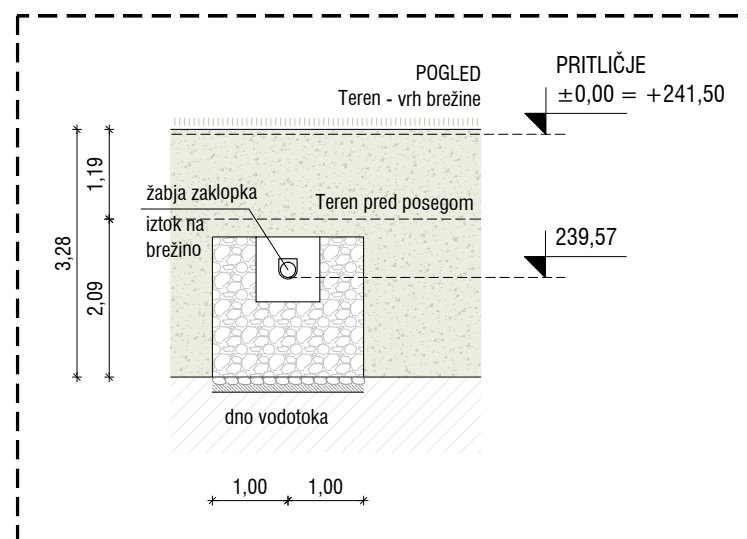 POGLED
Teren - vrh brežine
PRITLIČJE
±0,00 = +241,50
1,19
3,28
2,09
žabja zaklopka
iztok na
brežino
Teren pred posegom
239,57
dno vodotoka
1,00
1,00